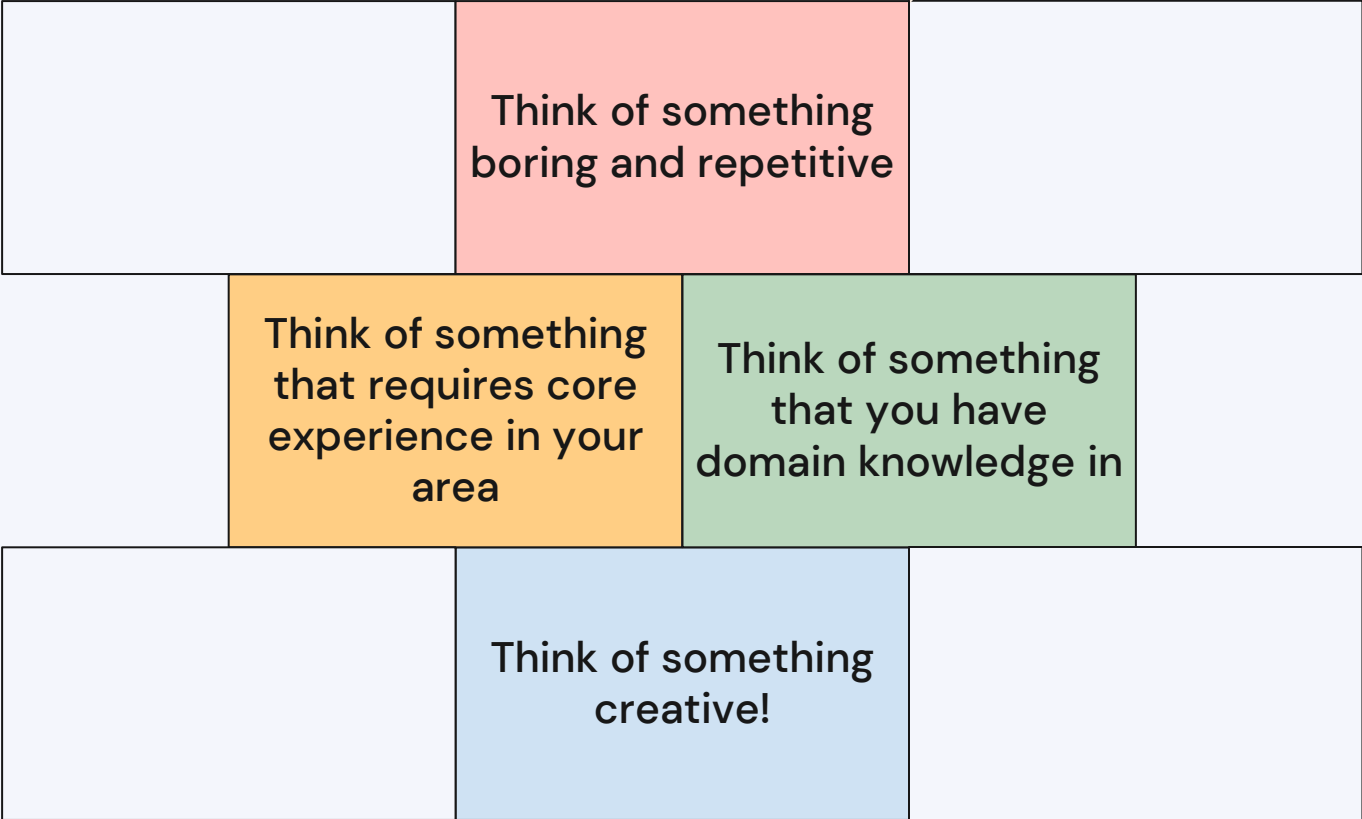 Think of something
boring and repetitive
Think of something
that requires core
experience in your
area
Think of something
that you have
domain knowledge in
Think of something
creative!